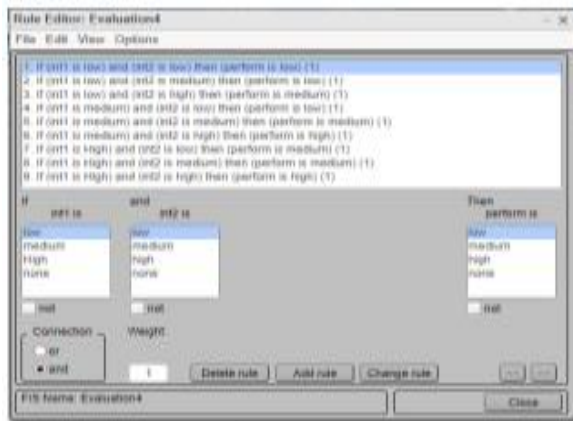 Rule Editor: Evaluation4
File Edit View Options
1. If (int1 is low) and (int2 is low) then (perform is low) (1)
2. If (int1 is low) and (int2 is medium) then (perform is low) (1)
3. If (int1 is low) and (int2 is high) then (perform is medium) (1)
4. If (int1 is medium) and (int2 is low) then (perform is low) (1)
5. If (int1 is medium) and (int2 is medium) then (perform is medium) (1)
6. If (int1 is medium) and (int2 is high) then (perform is high) (1)
7. If (int1 is High) and (int2 is low) then (perform is medium) (1)
8. If (int1 is High) and (int2 is medium) then (perform is medium) (1)
9. If (int1 is High) and (int2 is high) then (perform is high) (1)
If and Then
int1 is int2 is perform is
low low low
medium medium medium
High high high
none none none
not not not
Connection Weight
or
and 1 Delete rule Add rule Change rule << >>
FIS Name: Evaluation4 Close